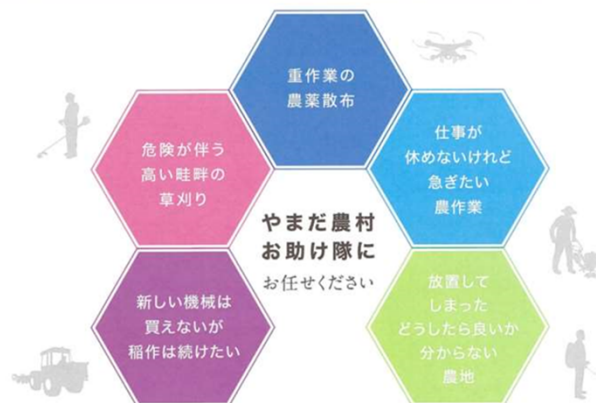 重作業の
農薬散布
危険が伴う
高い畦畔の
草刈り
仕事が
休めないけれど
急ぎたい
農作業
やまだ農村
お助け隊に
お任せください
新しい機械は
買えないが
稲作は続けたい
放置して
しまった
どうしたら良いか
分からない
農地